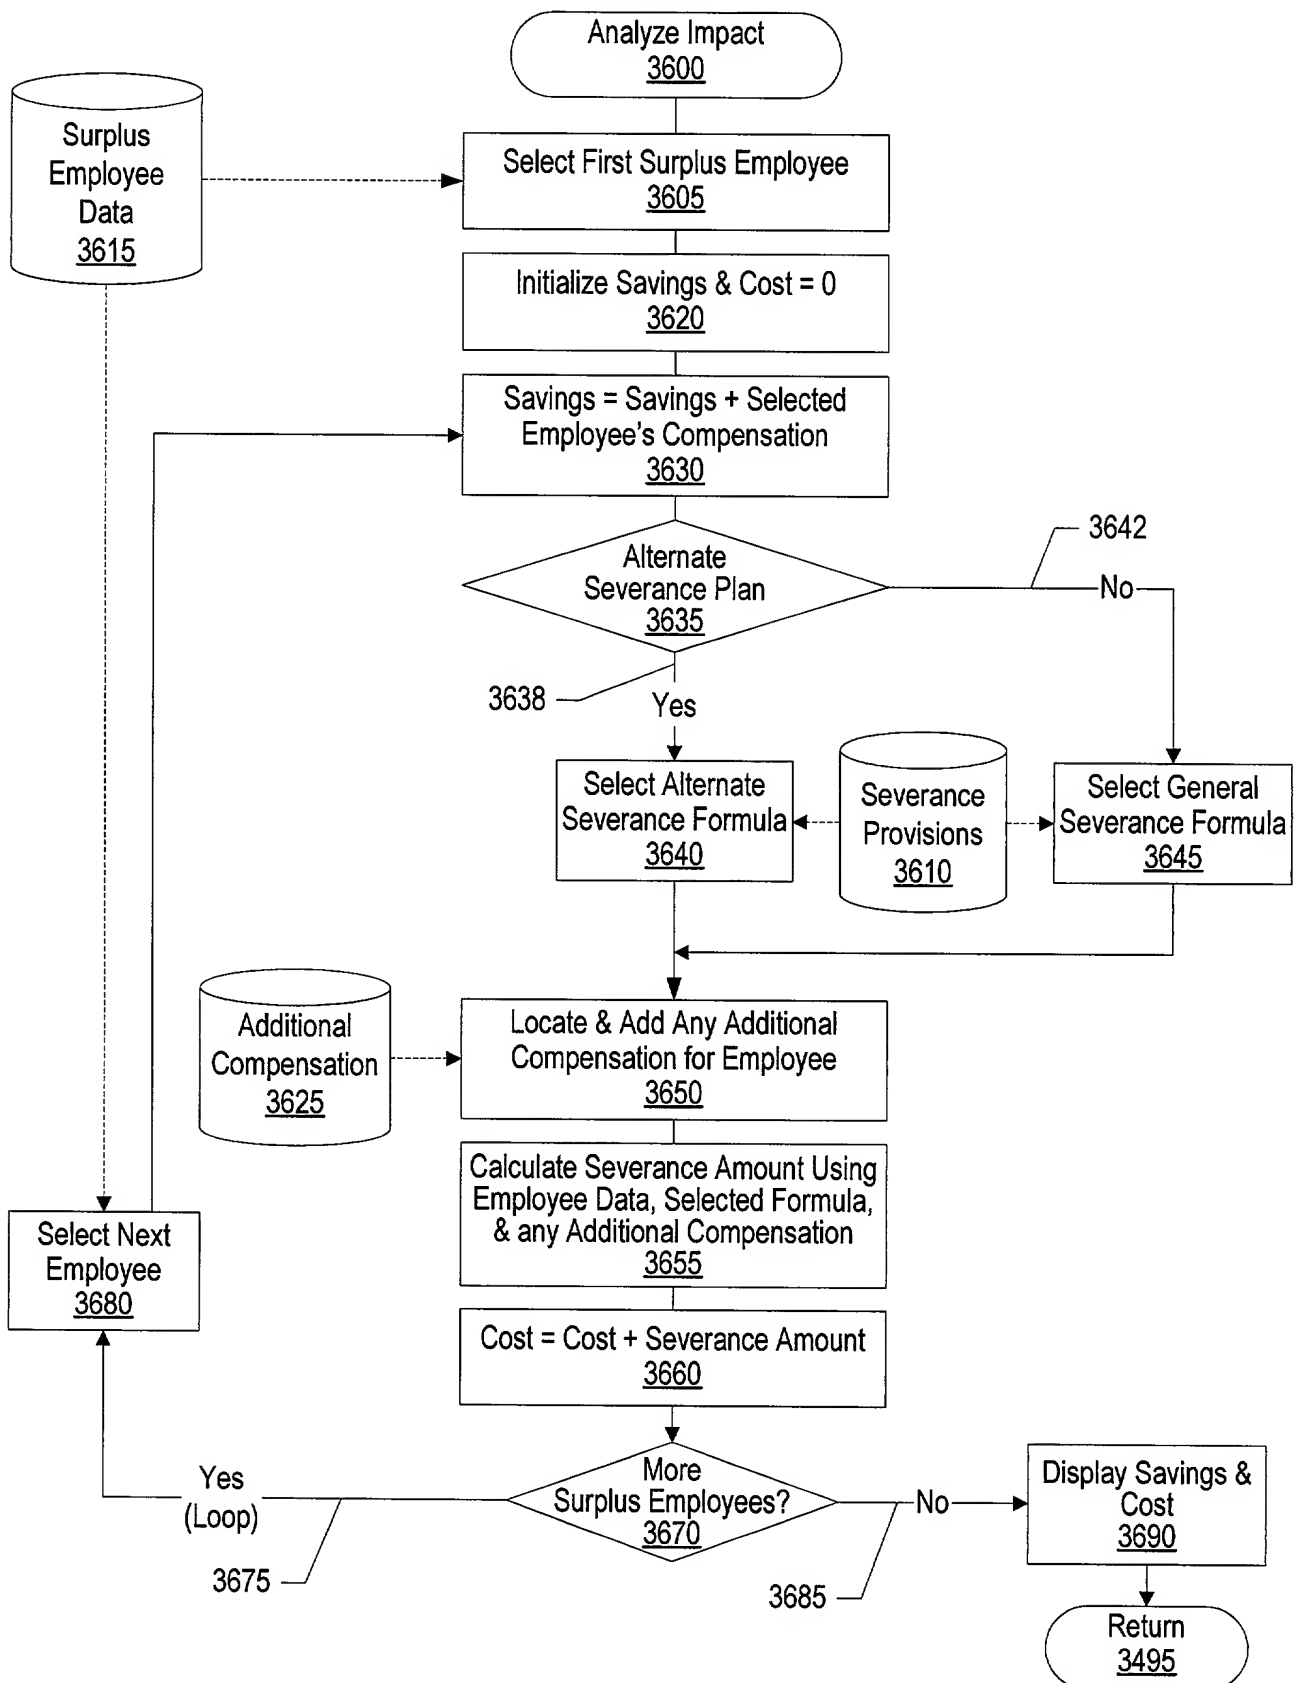 Analyze Impact
3600
Surplus
Employee
Data
3615
Select First Surplus Employee
3605
Initialize Savings & Cost = 0
3620
Savings = Savings + Selected
Employee's Compensation
3630
Alternate
Severance Plan
3635
3642
No
3638
Yes
Select Alternate
Severance Formula
3640
Severance
Provisions
3610
Select General
Severance Formula
3645
Additional
Compensation
3625
Locate & Add Any Additional
Compensation for Employee
3650
Calculate Severance Amount Using
Employee Data, Selected Formula,
& any Additional Compensation
3655
Select Next
Employee
3680
Cost = Cost + Severance Amount
3660
More
Surplus Employees?
3670
Yes
(Loop)
3675
No
3685
Display Savings &
Cost
3690
Return
3495